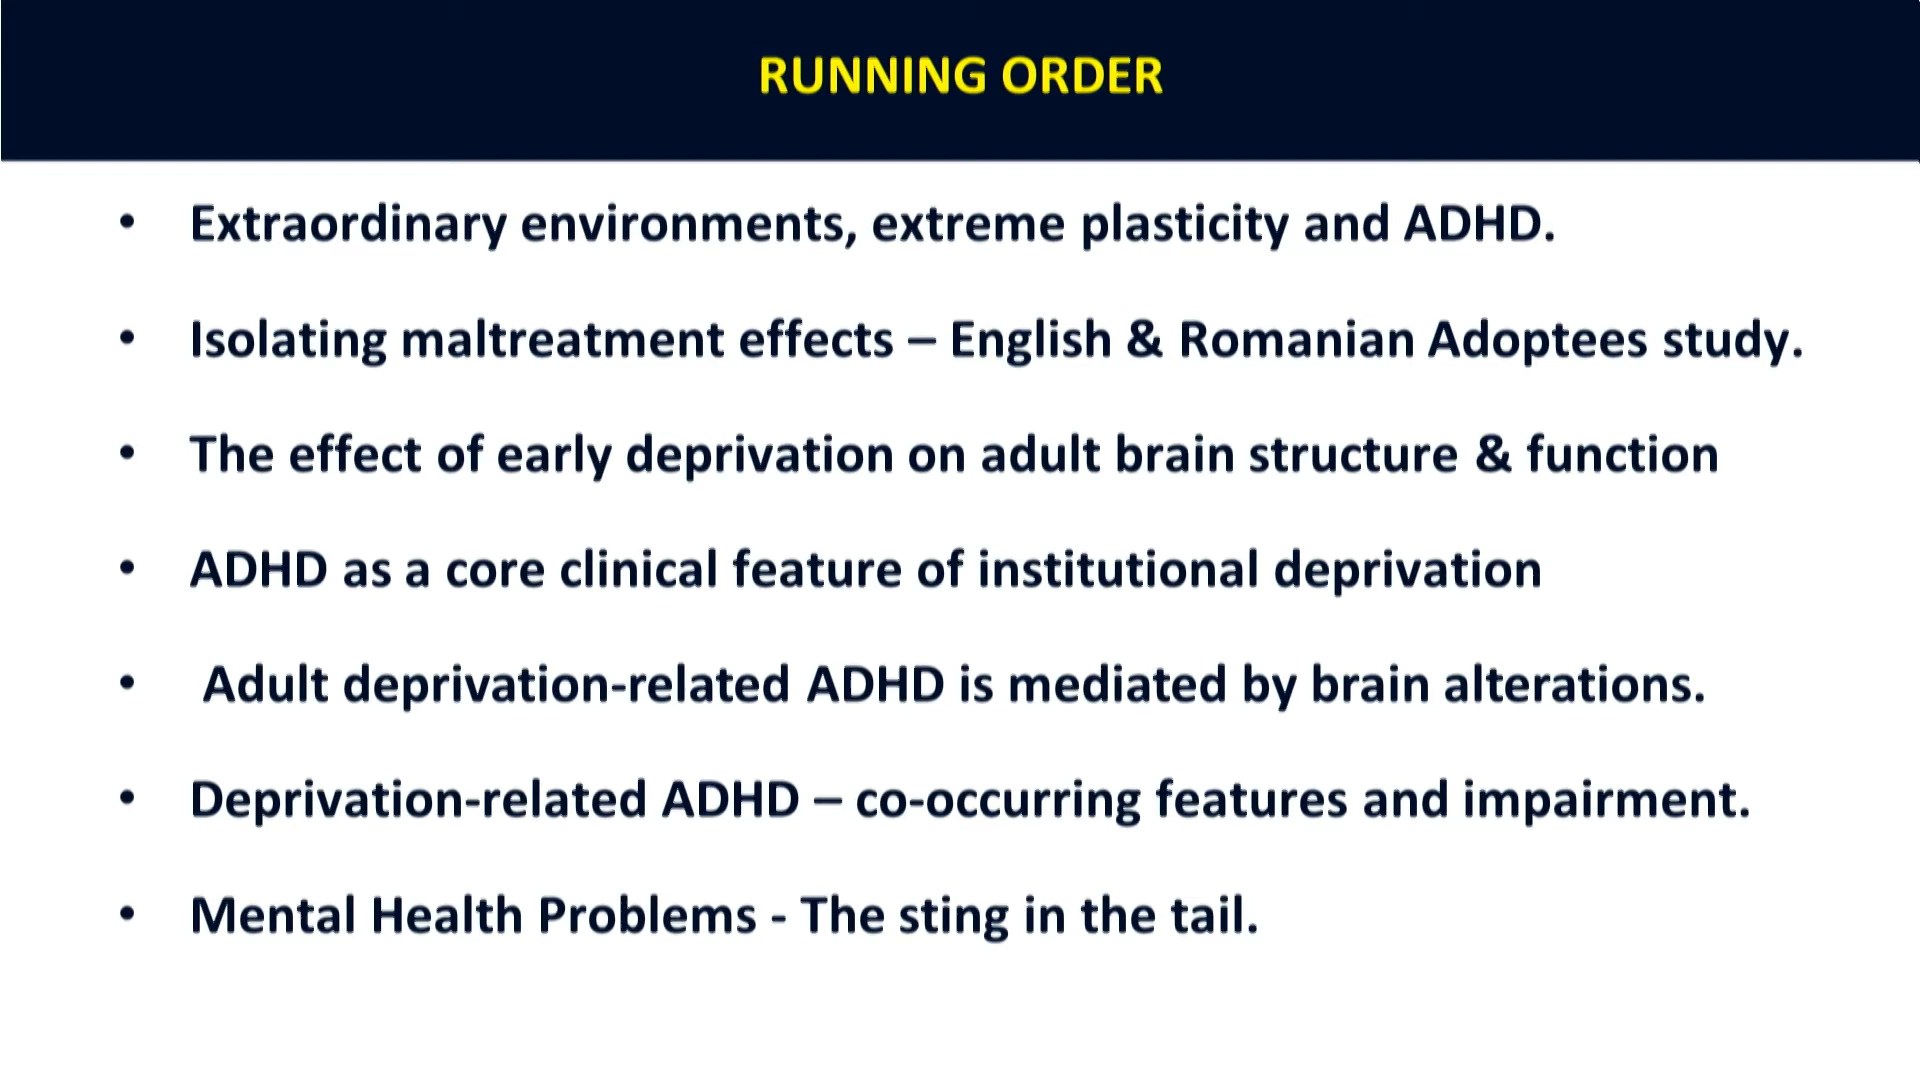 RUNNING ORDER
• Extraordinary environments, extreme plasticity and ADHD.
• Isolating maltreatment effects – English & Romanian Adoptees study.
• The effect of early deprivation on adult brain structure & function
• ADHD as a core clinical feature of institutional deprivation
• Adult deprivation-related ADHD is mediated by brain alterations.
• Deprivation-related ADHD – co-occurring features and impairment.
• Mental Health Problems - The sting in the tail.